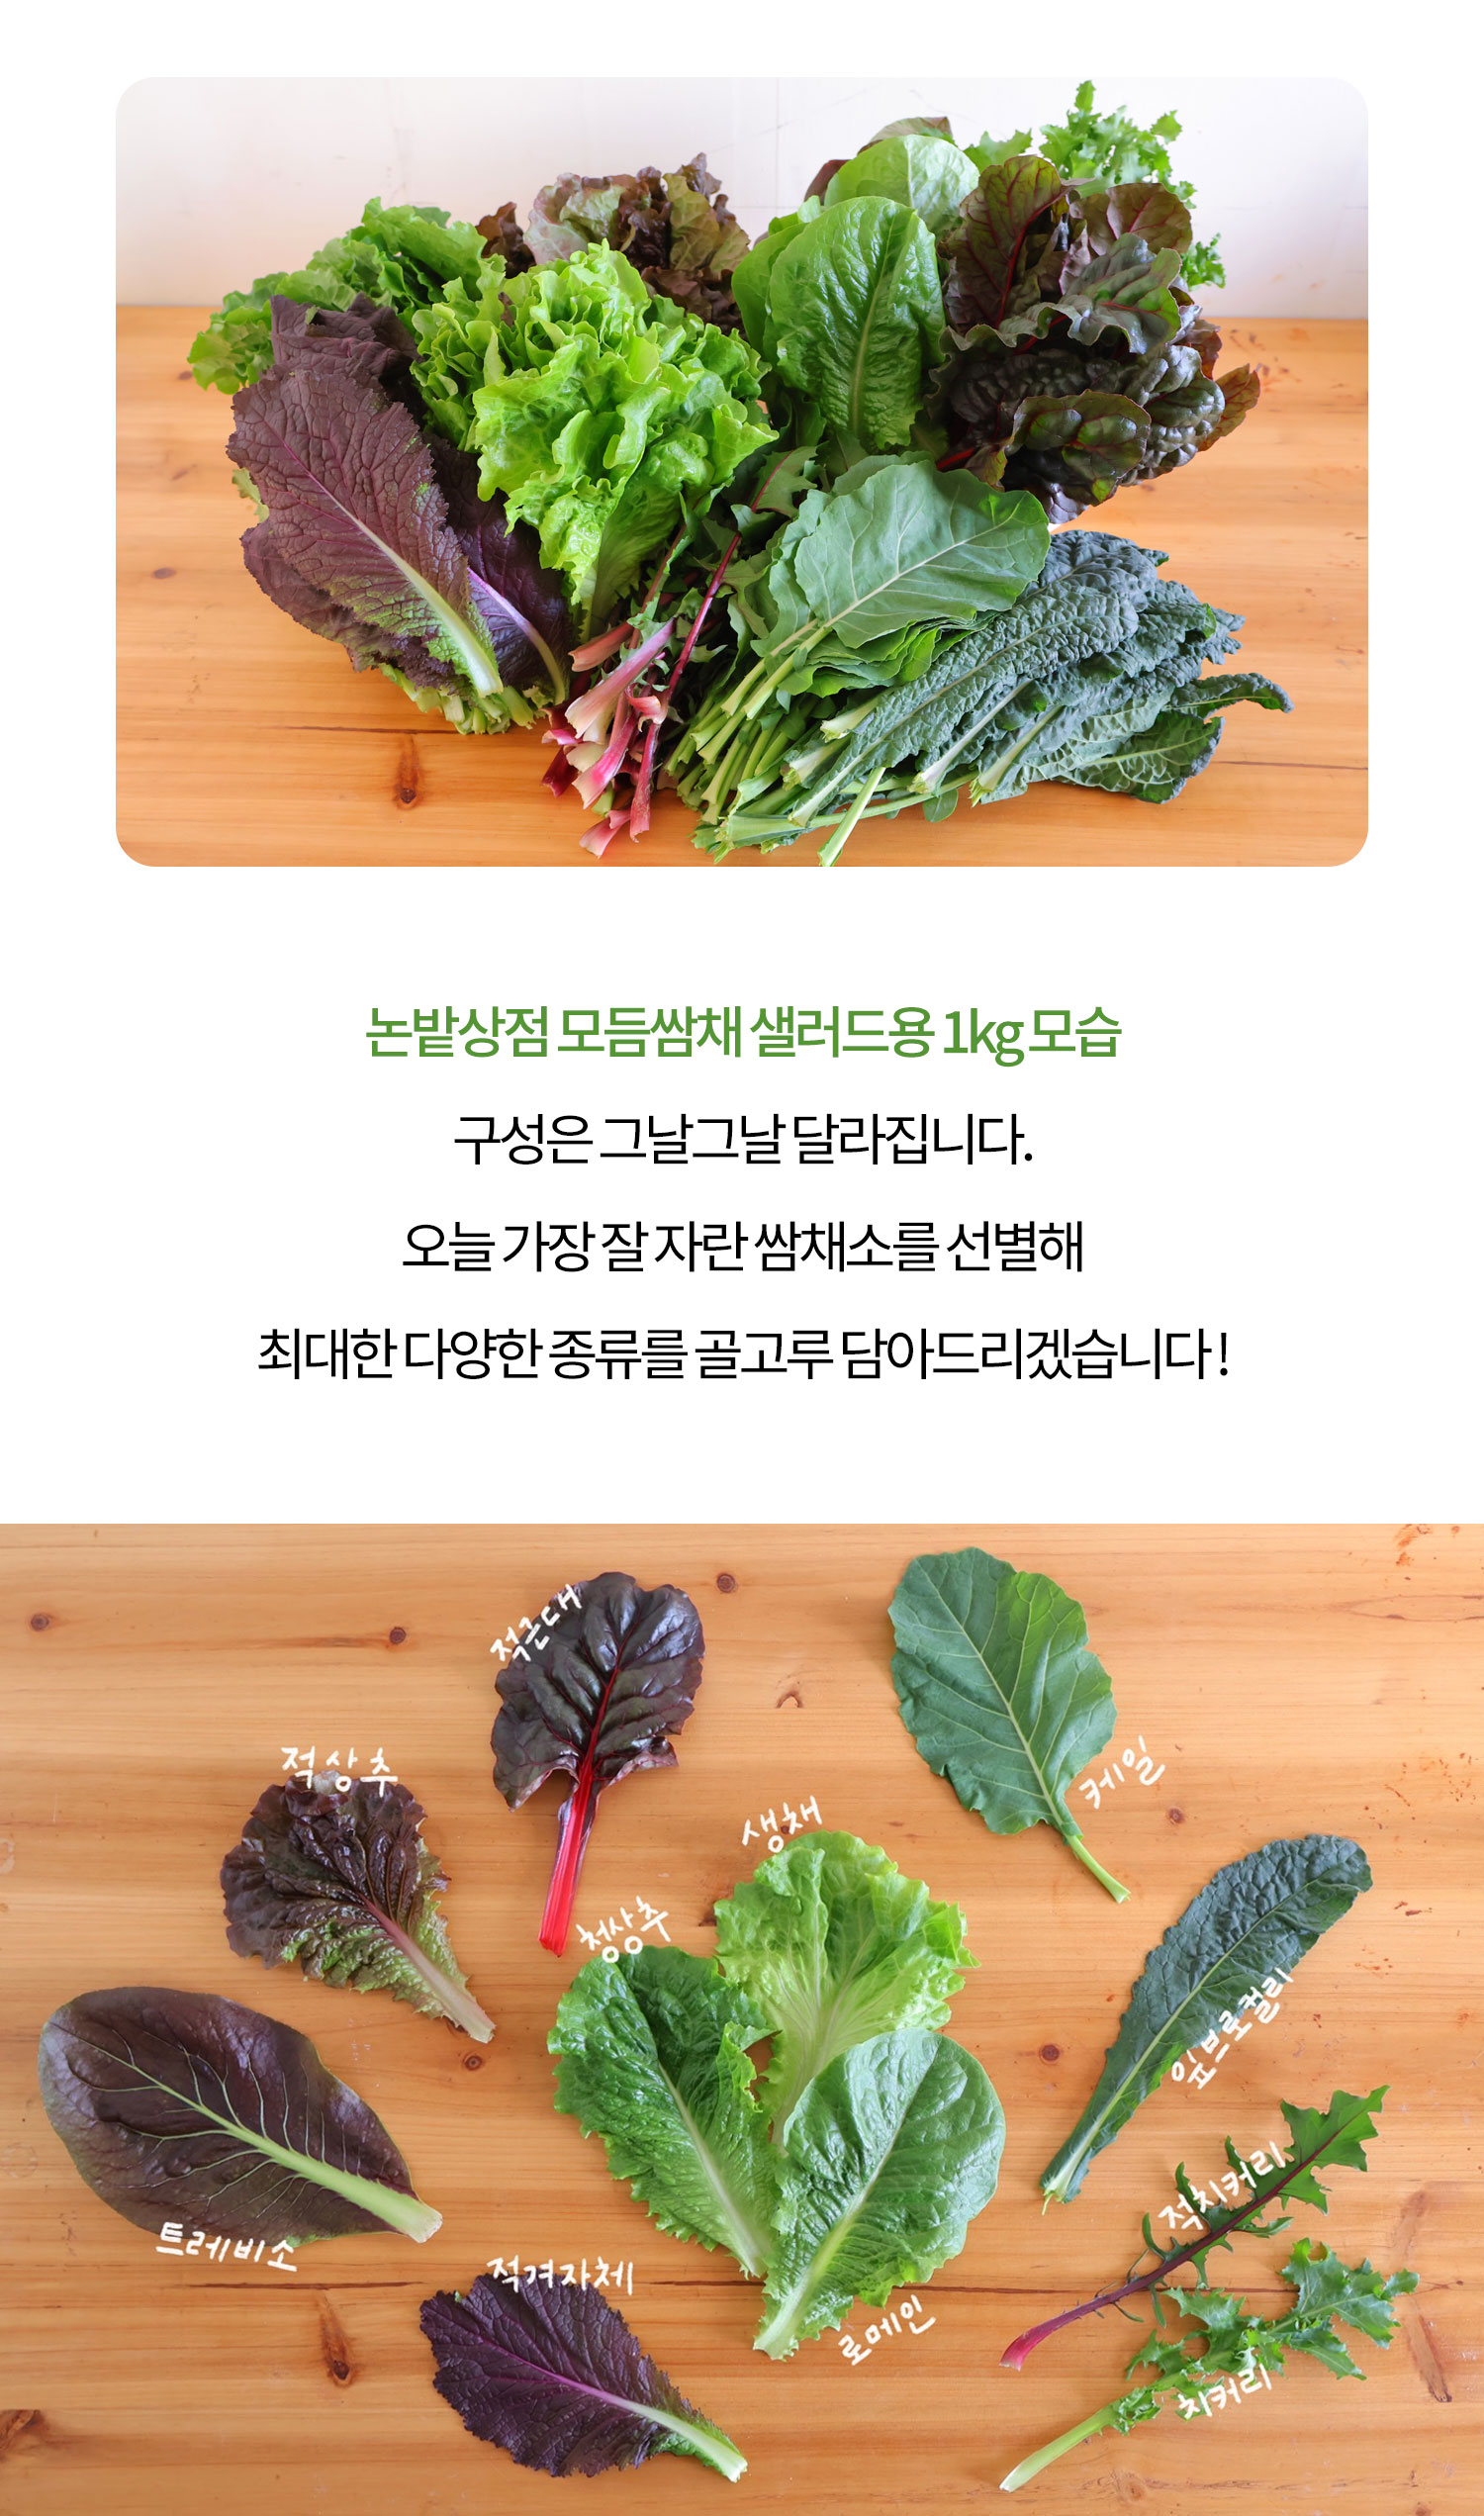 논밭상점 모듬쌈채 샐러드용 1kg 모습
구성은 그날그날 달라집니다.
오늘 가장 잘 자란 쌈채소를 선별해
최대한 다양한 종류를 골고루 담아드리겠습니다!
적근대
케일
적상추
생채
청상추
잎브로컬리
적치커리
트레비소
적겨자체
로메인
치커리